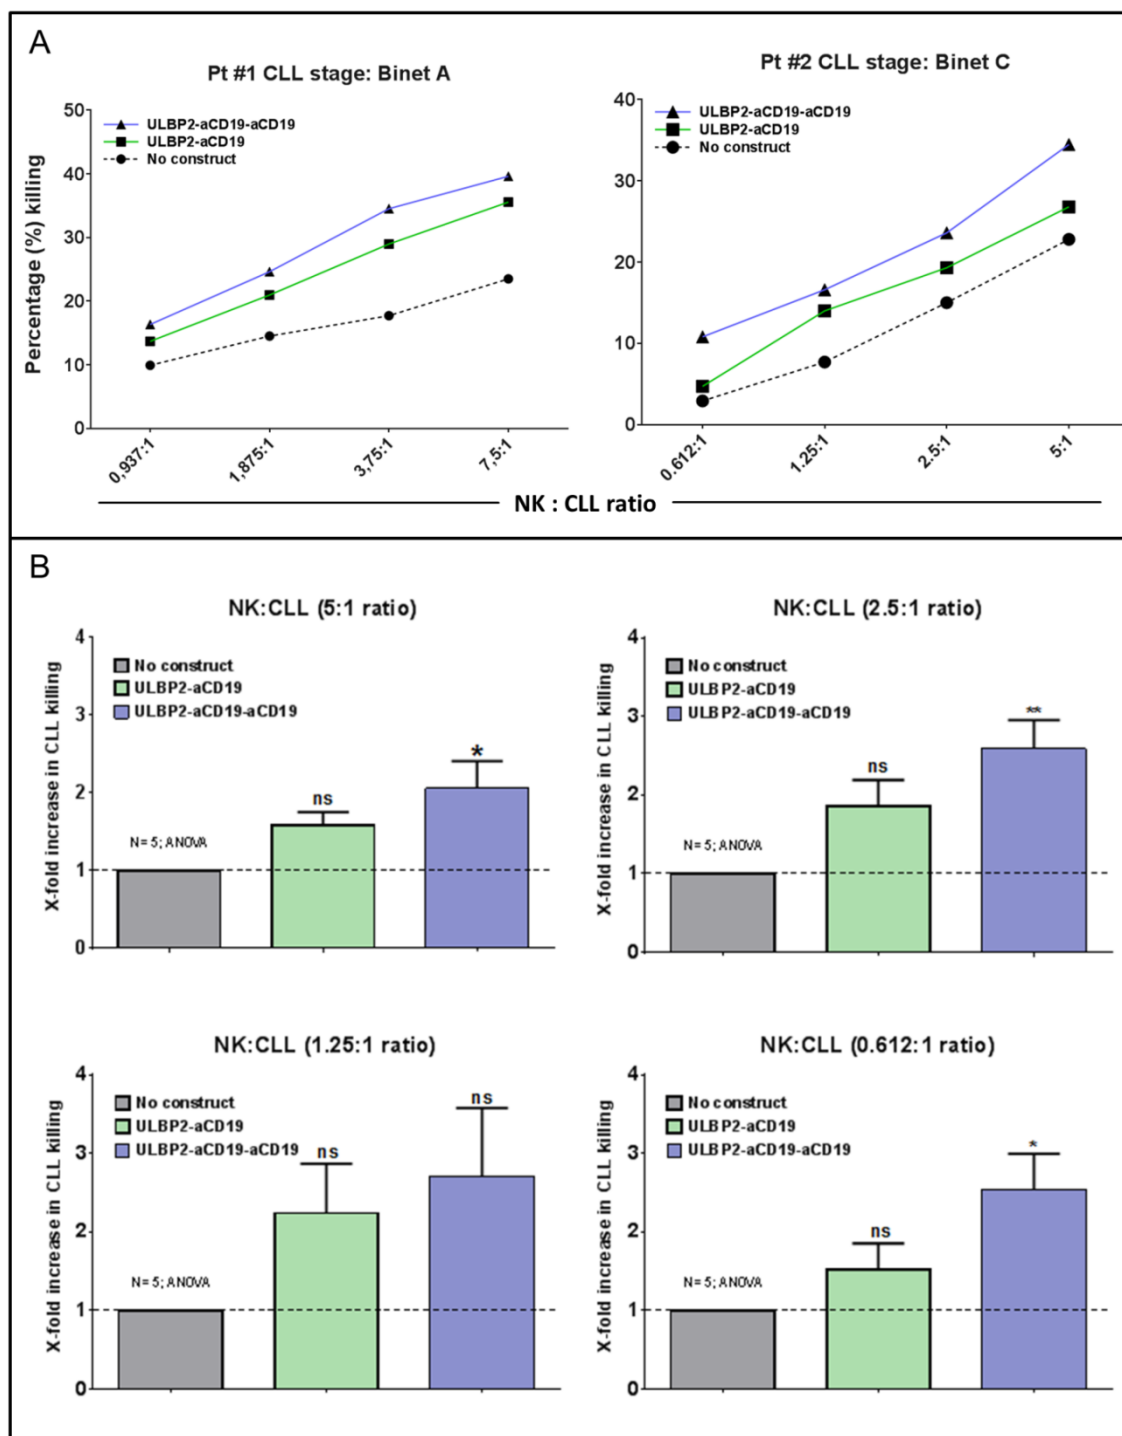 A
Pt #1 CLL stage: Binet A
Percentage (%) killing
50
40
30
20
10
0
ULBP2-aCD19-aCD19
ULBP2-aCD19
No construct
0,937:1
1,875:1
3,75:1
7,5:1
Pt #2 CLL stage: Binet C
40
30
20
10
0
ULBP2-aCD19-aCD19
ULBP2-aCD19
No construct
0.612:1
1.25:1
2.5:1
5:1
NK : CLL ratio
B
NK:CLL (5:1 ratio)
X-fold increase in CLL killing
4
3
2
1
0
No construct
ULBP2-aCD19
ULBP2-aCD19-aCD19
N= 5; ANOVA
ns
*
NK:CLL (2.5:1 ratio)
X-fold increase in CLL killing
4
3
2
1
0
No construct
ULBP2-aCD19
ULBP2-aCD19-aCD19
N= 5; ANOVA
ns
**
NK:CLL (1.25:1 ratio)
X-fold increase in CLL killing
4
3
2
1
0
No construct
ULBP2-aCD19
ULBP2-aCD19-aCD19
N= 5; ANOVA
ns
ns
NK:CLL (0.612:1 ratio)
X-fold increase in CLL killing
4
3
2
1
0
No construct
ULBP2-aCD19
ULBP2-aCD19-aCD19
N= 5; ANOVA
ns
*